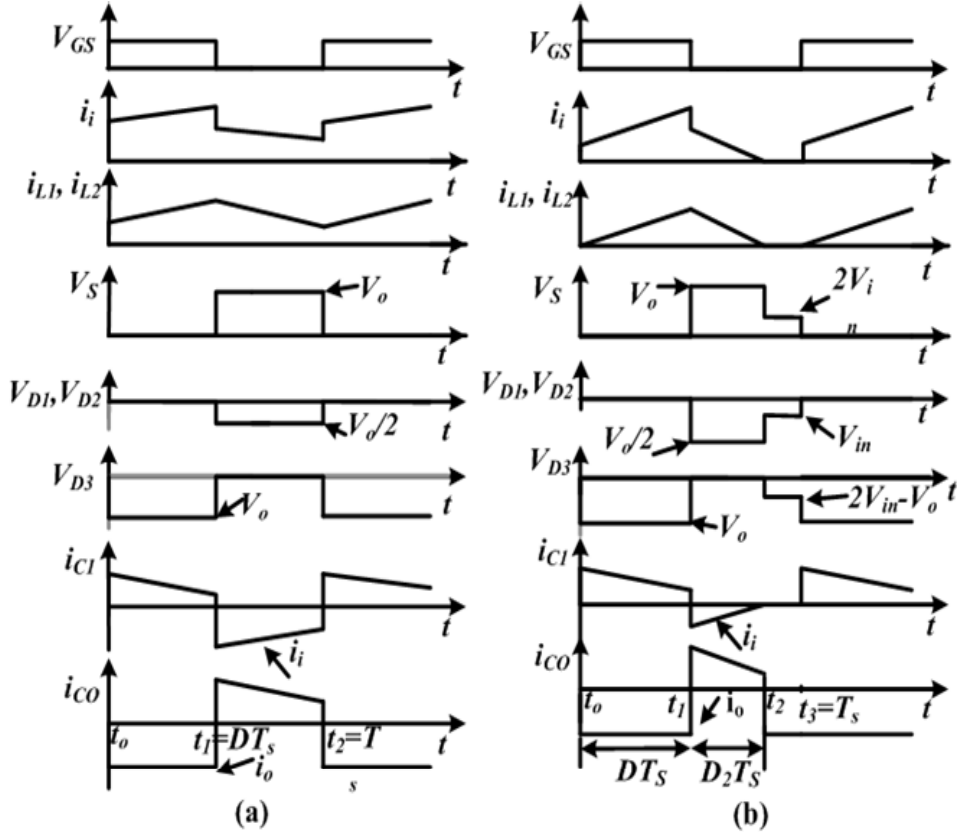 V_GS
t
i_i
t
i_L1, i_L2
t
V_S
V_o
t
V_D1, V_D2
V_o/2
t
V_D3
V_o
t
i_C1
i_i
t
i_CO
t_o
t_1=DT_s
t_2=T
s
i_o
t
(a)
V_GS
t
i_i
t
i_L1, i_L2
t
V_S
V_o
2V_i
n
t
V_D1, V_D2
V_o/2
V_in
t
V_D3
V_o
2V_in-V_o
t
i_C1
i_i
t
i_CO
t_o
t_1
i_o
t_2
t_3=T_s
t
DT_S
D_2T_S
(b)